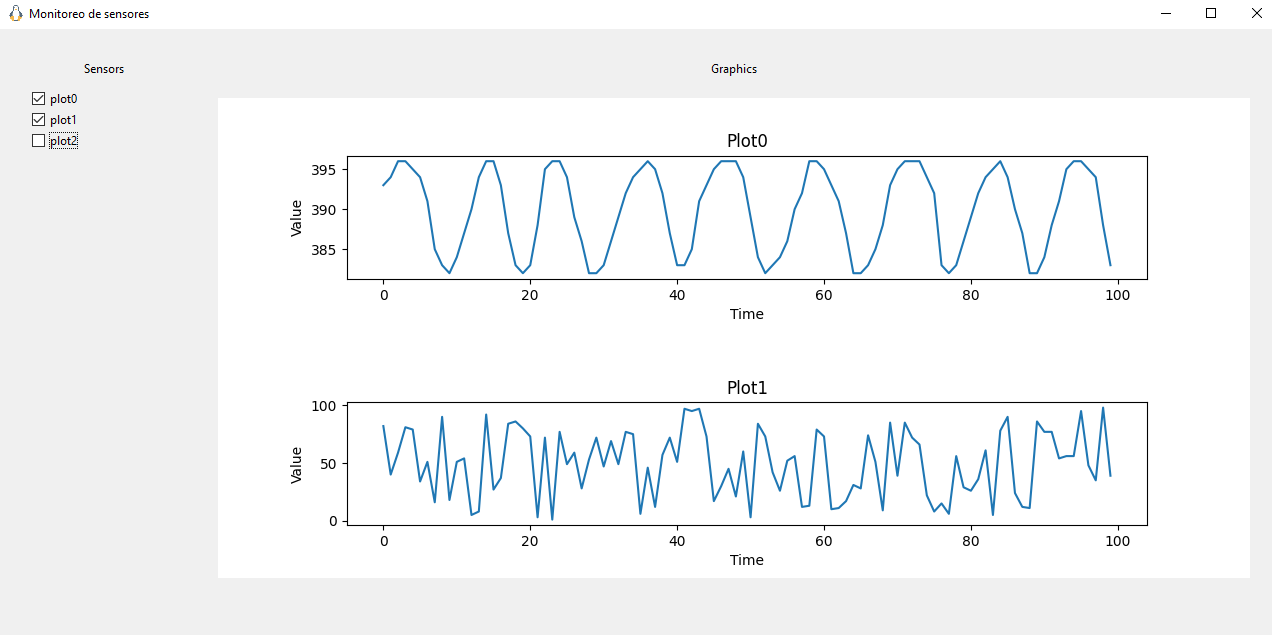 Monitoreo de sensores
Sensors
Graphics
plot0
plot1
plot2
Plot0
395
390
385
Value
0 20 40 60 80 100
Time
Plot1
100
50
0
Value
0 20 40 60 80 100
Time